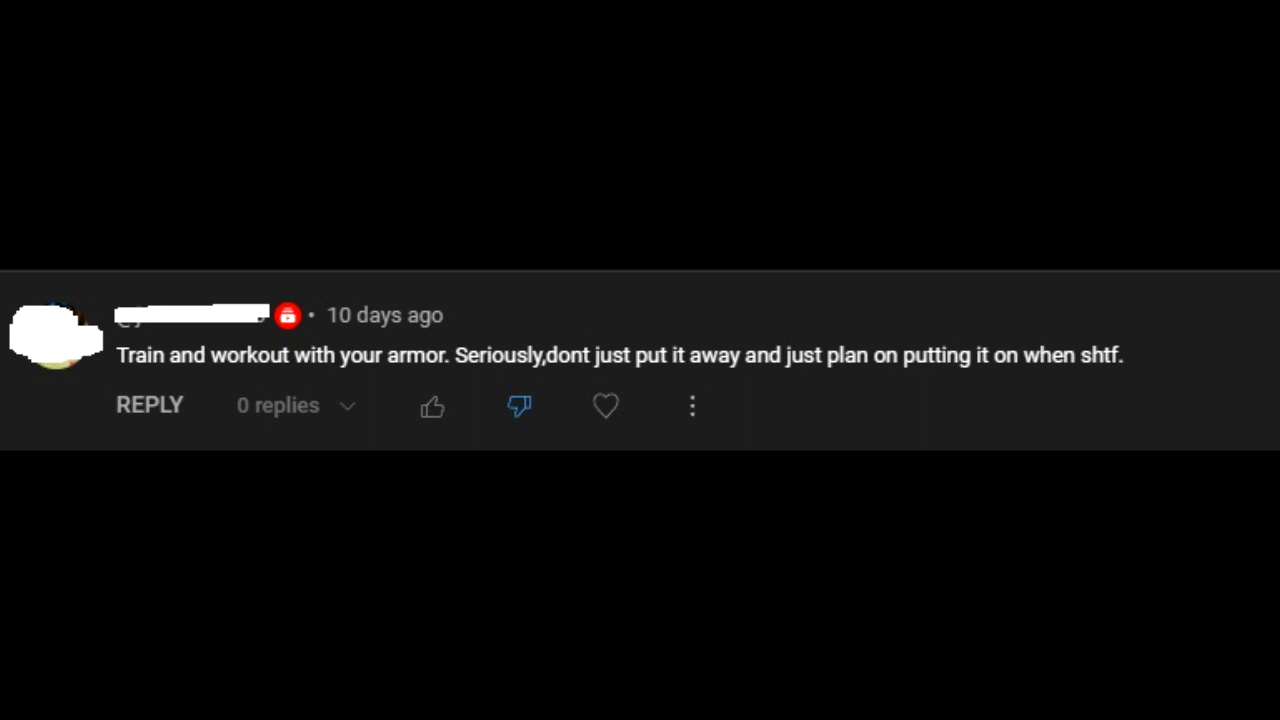 • 10 days ago
Train and workout with your armor. Seriously,dont just put it away and just plan on putting it on when shtf.
REPLY 0 replies